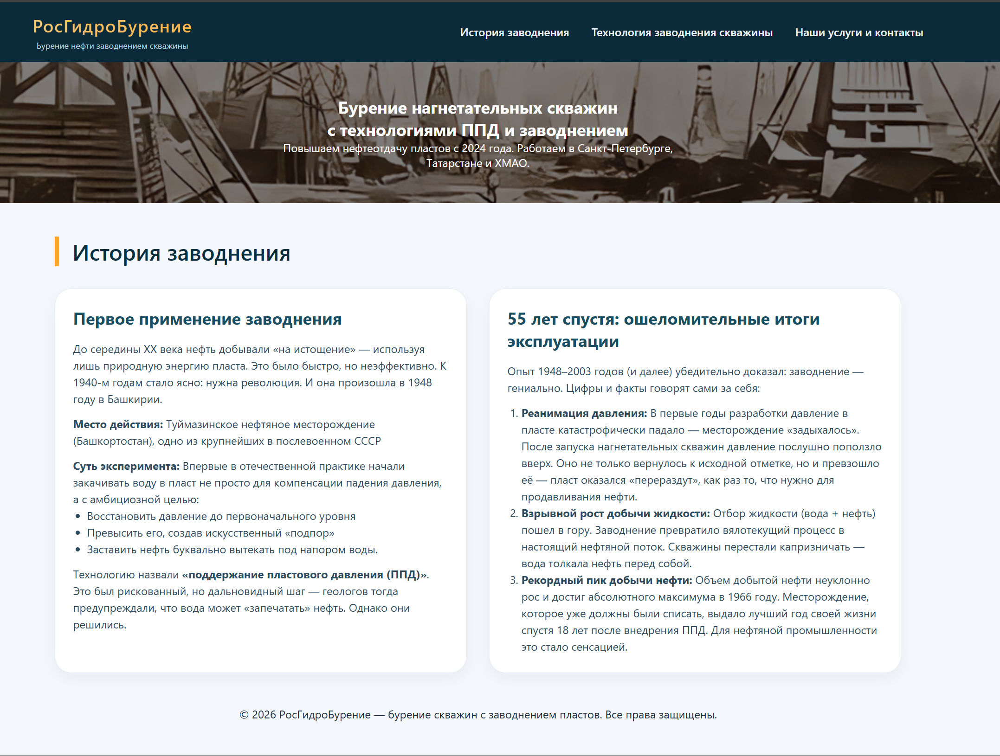 РосГидроБурение
Бурение нефти заводнением скважины
История заводнения
Технология заводнения скважины
Наши услуги и контакты
Бурение нагнетательных скважин
с технологиями ППД и заводнением
Повышаем нефтеотдачу пластов с 2024 года. Работаем в Санкт-Петербурге,
Татарстане и ХМАО.
История заводнения
Первое применение заводнения
До середины XX века нефть добывали «на истощение» — используя
лишь природную энергию пласта. Это было быстро, но неэффективно. К
1940-м годам стало ясно: нужна революция. И она произошла в 1948
году в Башкирии.
Место действия: Туймазинское нефтяное месторождение
(Башкортостан), одно из крупнейших в послевоенном СССР
Суть эксперимента: Впервые в отечественной практике начали
закачивать воду в пласт не просто для компенсации падения давления,
а с амбициозной целью:
• Восстановить давление до первоначального уровня
• Превысить его, создав искусственный «подпор»
• Заставить нефть буквально вытекать под напором воды.
Технологию назвали «поддержание пластового давления (ППД)».
Это был рискованный, но дальновидный шаг — геологов тогда
предупреждали, что вода может «запечатать» нефть. Однако они
решились.
55 лет спустя: ошеломительные итоги
эксплуатации
Опыт 1948–2003 годов (и далее) убедительно доказал: заводнение —
гениально. Цифры и факты говорят сами за себя:
1. Реанимация давления: В первые годы разработки давление в
пласте катастрофически падало — месторождение «задыхалось».
После запуска нагнетательных скважин давление послушно поползло
вверх. Оно не только вернулось к исходной отметке, но и превзошло
её — пласт оказался «перераздут», как раз то, что нужно для
продавливания нефти.
2. Взрывной рост добычи жидкости: Отбор жидкости (вода + нефть)
пошел в гору. Заводнение превратило вялотекущий процесс в
настоящий нефтяной поток. Скважины перестали капризничать —
вода толкала нефть перед собой.
3. Рекордный пик добычи нефти: Объем добытой нефти неуклонно
рос и достиг абсолютного максимума в 1966 году. Месторождение,
которое уже должны были списать, выдало лучший год своей жизни
спустя 18 лет после внедрения ППД. Для нефтяной промышленности
это стало сенсацией.
© 2026 РосГидроБурение — бурение скважин с заводнением пластов. Все права защищены.